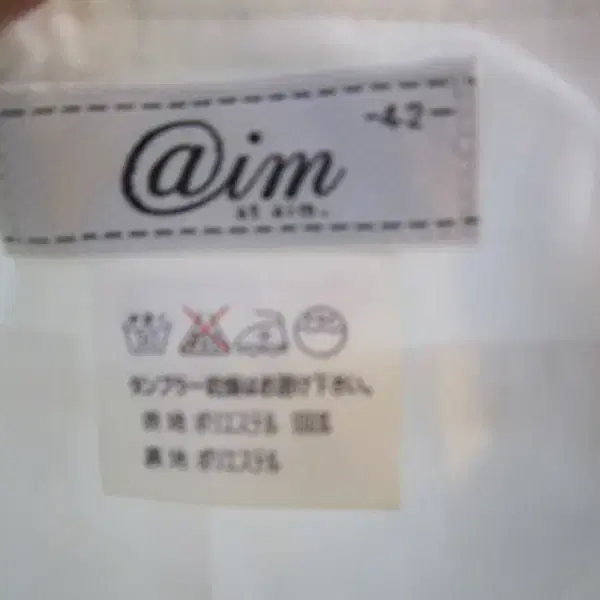 -42-
@im
at aim.
タンブラー乾燥はお避け下さい。
表地 ポリエステル
裏地 ポリエステル